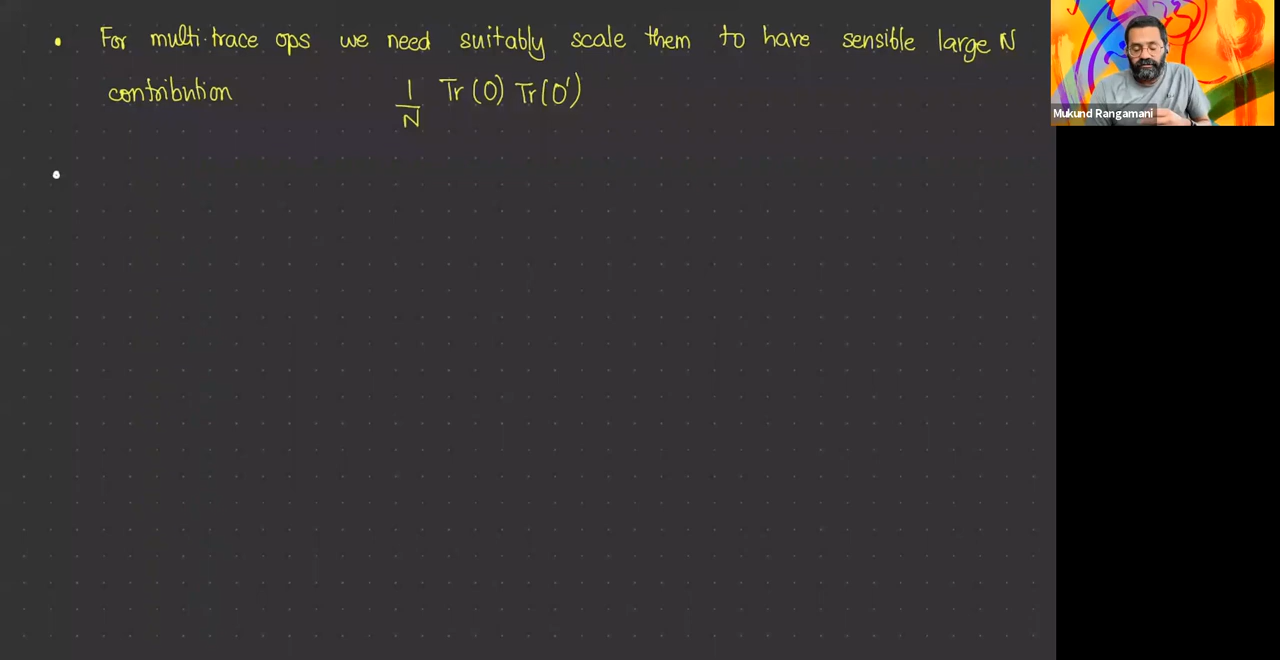 • For multi-trace ops we need suitably scale them to have sensible large N
contribution 1/N Tr(O) Tr(O')
•
Mukund Rangamani